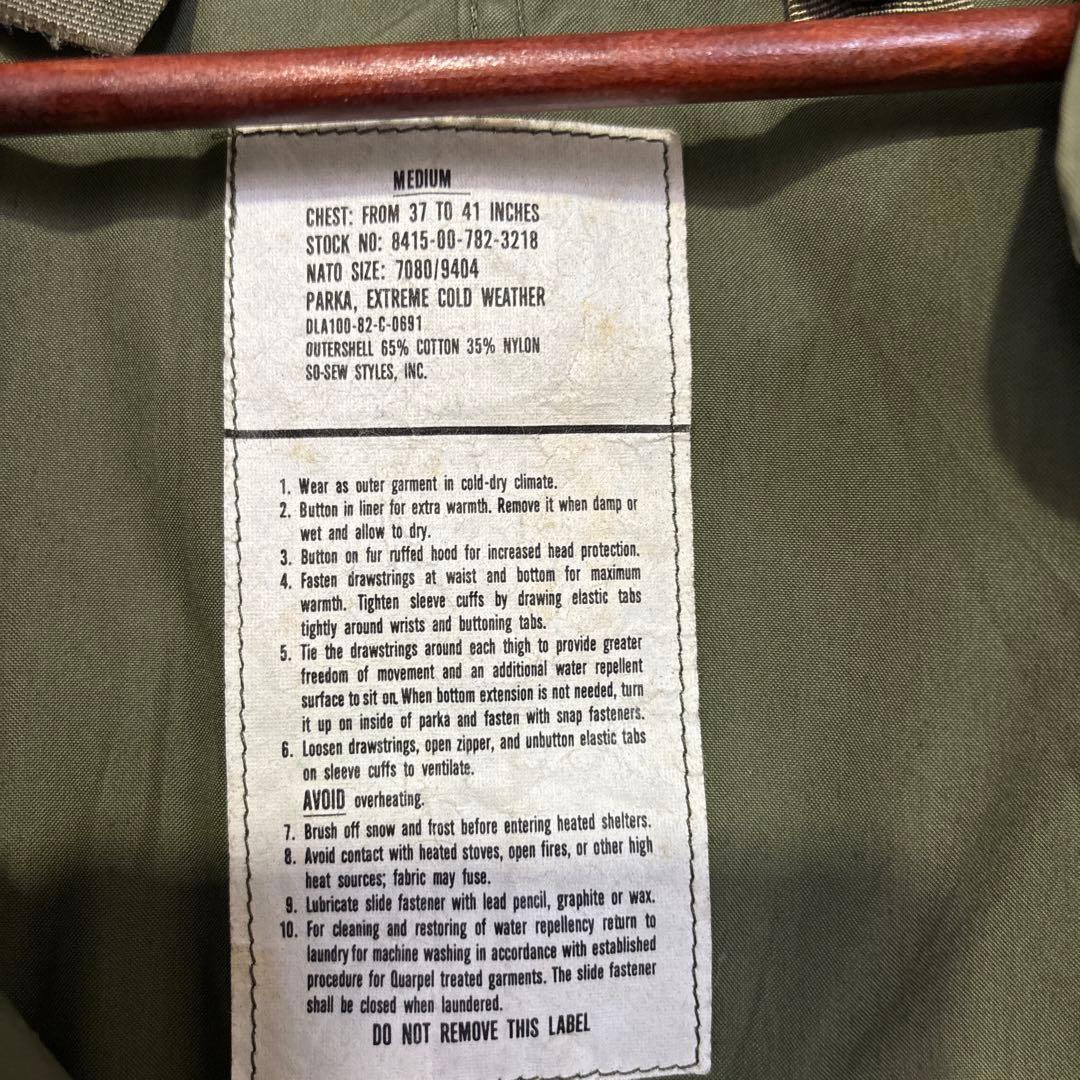 MEDIUM
CHEST: FROM 37 TO 41 INCHES
STOCK NO: 8415-00-782-3218
NATO SIZE: 7080/9404
PARKA, EXTREME COLD WEATHER
DLA100-82-C-0691
OUTERSHELL 65% COTTON 35% NYLON
SO-SEW STYLES, INC.
1. Wear as outer garment in cold-dry climate.
2. Button in liner for extra warmth. Remove it when damp or
wet and allow to dry.
3. Button on fur ruffed hood for increased head protection.
4. Fasten drawstrings at waist and bottom for maximum
warmth. Tighten sleeve cuffs by drawing elastic tabs
tightly around wrists and buttoning tabs.
5. Tie the drawstrings around each thigh to provide greater
freedom of movement and an additional water repellent
surface to sit on. When bottom extension is not needed, turn
it up on inside of parka and fasten with snap fasteners.
6. Loosen drawstrings, open zipper, and unbutton elastic tabs
on sleeve cuffs to ventilate.
AVOID overheating.
7. Brush off snow and frost before entering heated shelters.
8. Avoid contact with heated stoves, open fires, or other high
heat sources; fabric may fuse.
9. Lubricate slide fastener with lead pencil, graphite or wax.
10. For cleaning and restoring of water repellency return to
laundry for machine washing in accordance with established
procedure for Quarpel treated garments. The slide fastener
shall be closed when laundered.
DO NOT REMOVE THIS LABEL